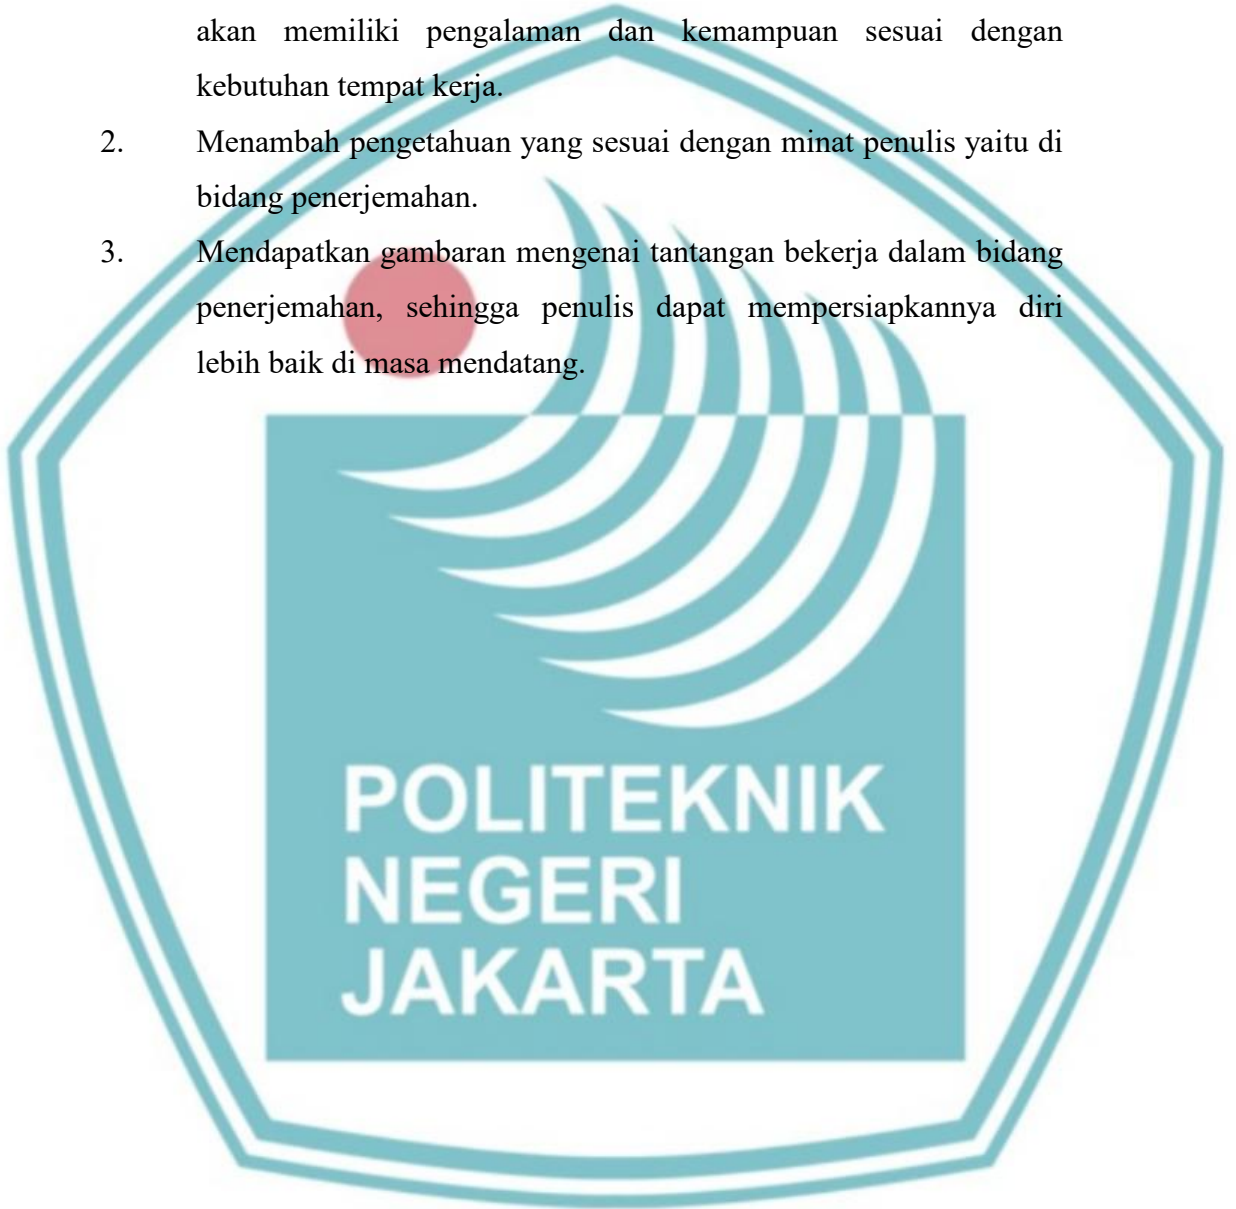 akan memiliki pengalaman dan kemampuan sesuai dengan
kebutuhan tempat kerja.
2. Menambah pengetahuan yang sesuai dengan minat penulis yaitu di
bidang penerjemahan.
3. Mendapatkan gambaran mengenai tantangan bekerja dalam bidang
penerjemahan, sehingga penulis dapat mempersiapkannya diri
lebih baik di masa mendatang.
POLITEKNIK
NEGERI
JAKARTA